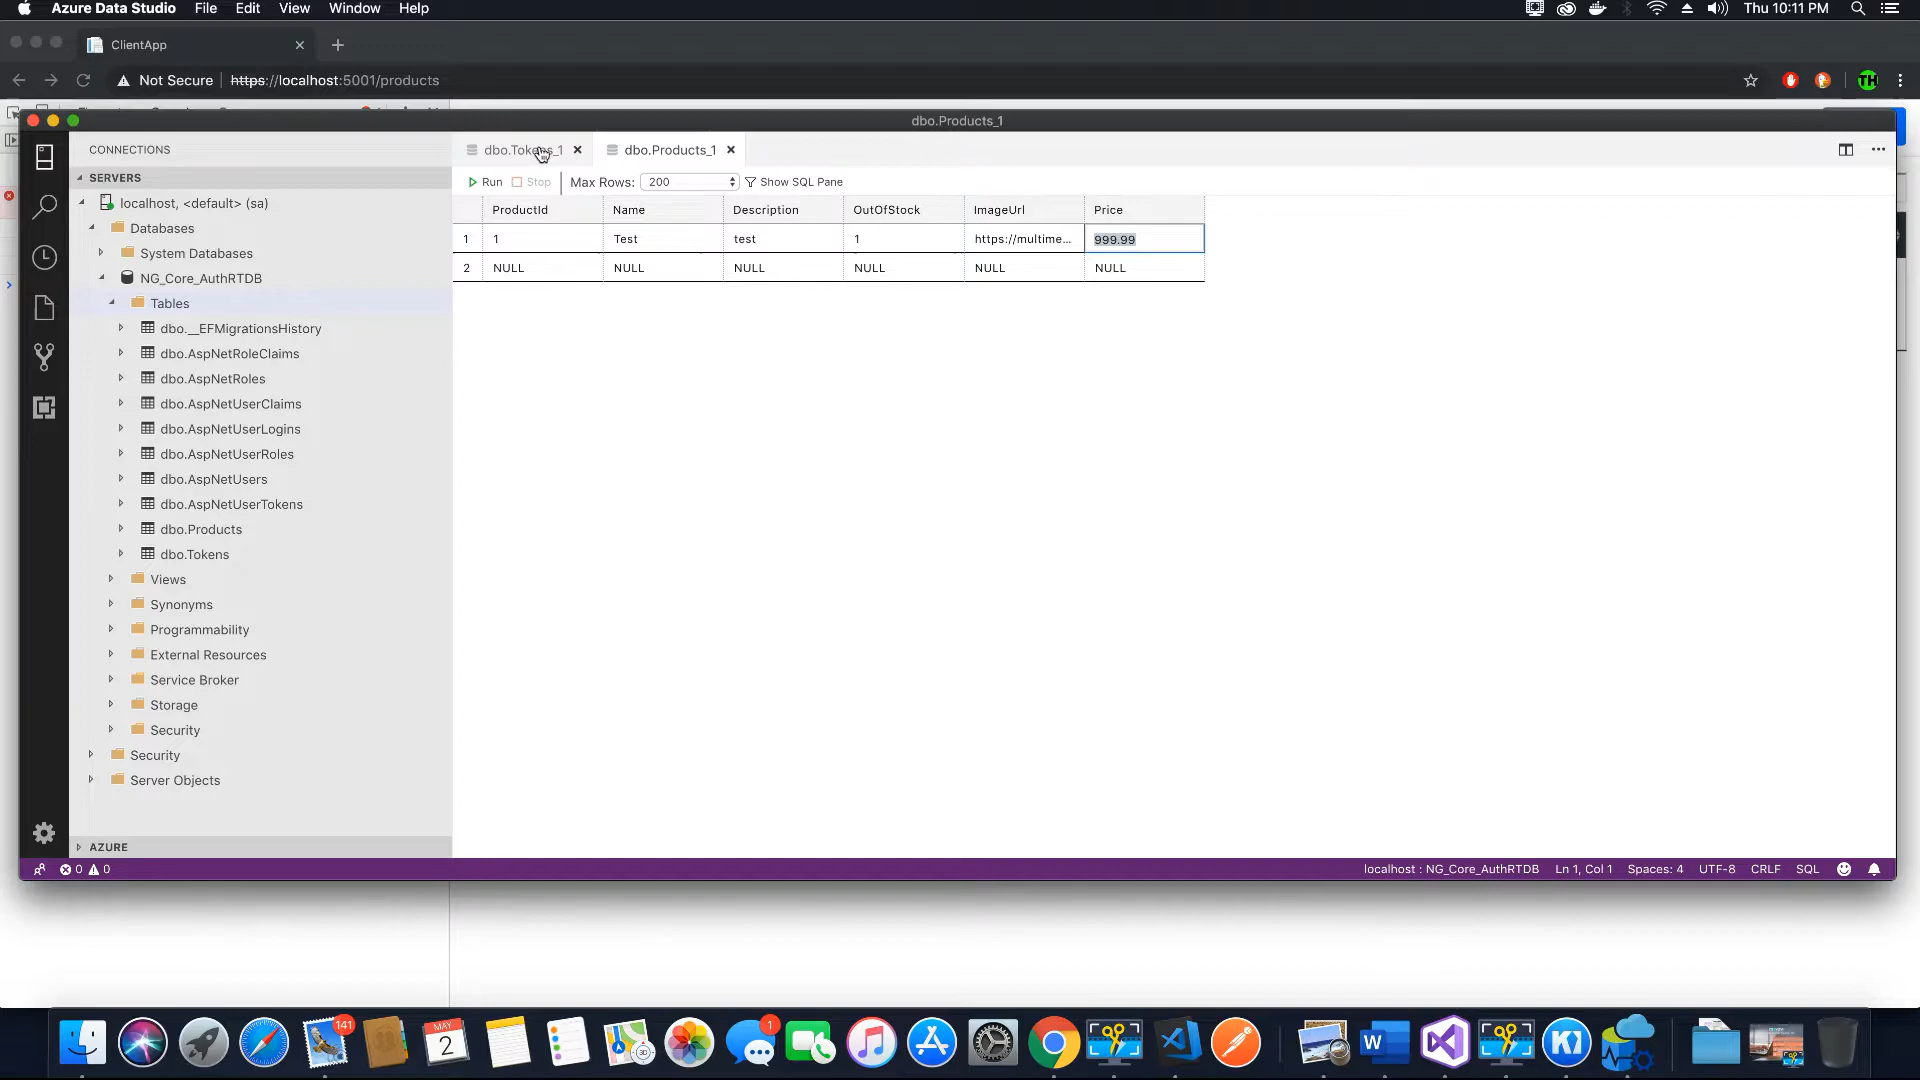 Azure Data Studio File Edit View Window Help Thu 10:11 PM
ClientApp
Not Secure https://localhost:5001/products TH
dbo.Products_1
CONNECTIONS
dbo.Tokens_1 dbo.Products_1
SERVERS
Run Stop Max Rows: 200 Show SQL Pane
localhost, <default> (sa)
ProductId Name Description OutOfStock ImageUrl Price
Databases
1 1 Test test 1 https://multime... 999.99
System Databases
2 NULL NULL NULL NULL NULL NULL
NG_Core_AuthRTDB
Tables
dbo.__EFMigrationsHistory
dbo.AspNetRoleClaims
dbo.AspNetRoles
dbo.AspNetUserClaims
dbo.AspNetUserLogins
dbo.AspNetUserRoles
dbo.AspNetUsers
dbo.AspNetUserTokens
dbo.Products
dbo.Tokens
Views
Synonyms
Programmability
External Resources
Service Broker
Storage
Security
Security
Server Objects
AZURE
0 0 localhost : NG_Core_AuthRTDB Ln 1, Col 1 Spaces: 4 UTF-8 CRLF SQL
141 MAY 2 3D 1 W K